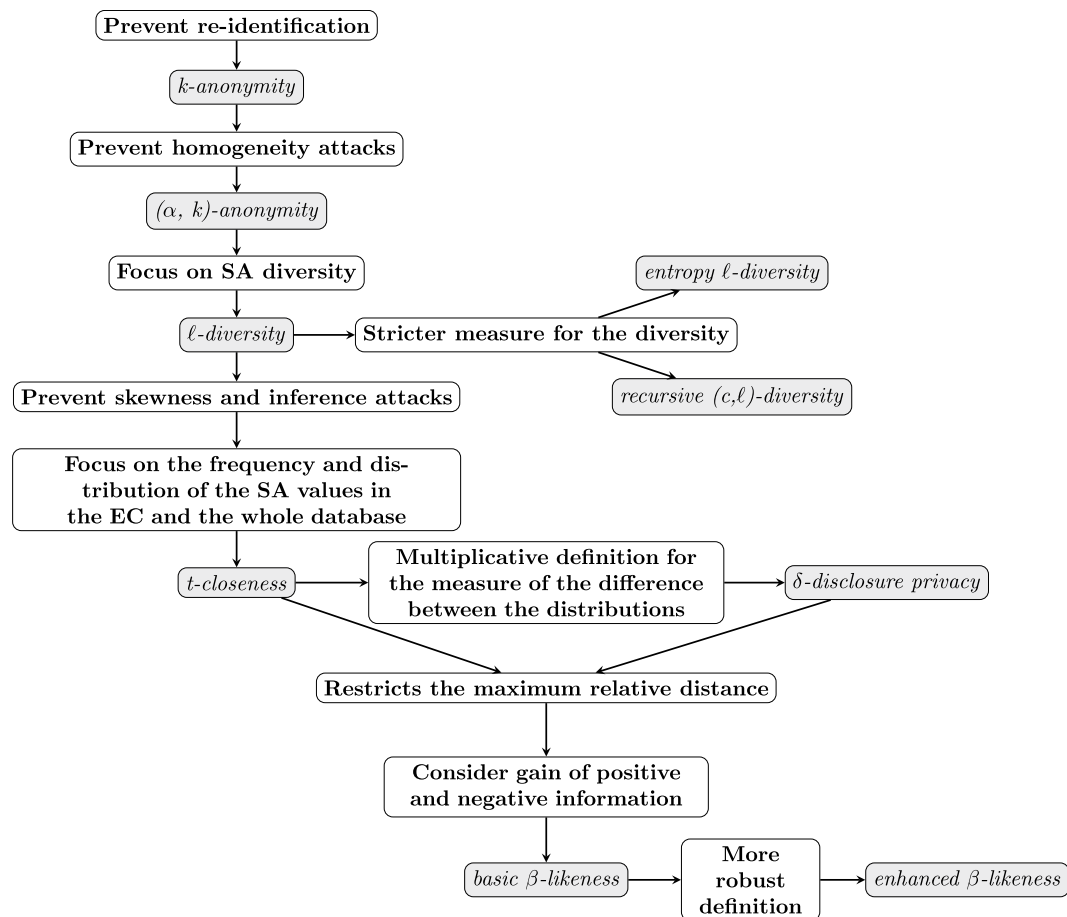 Prevent re-identification
k-anonymity
Prevent homogeneity attacks
(α, k)-anonymity
Focus on SA diversity
entropy ℓ-diversity
ℓ-diversity
Stricter measure for the diversity
recursive (c,ℓ)-diversity
Prevent skewness and inference attacks
Focus on the frequency and dis-
tribution of the SA values in
the EC and the whole database
t-closeness
Multiplicative definition for
the measure of the difference
between the distributions
δ-disclosure privacy
Restricts the maximum relative distance
Consider gain of positive
and negative information
basic β-likeness
More
robust
definition
enhanced β-likeness